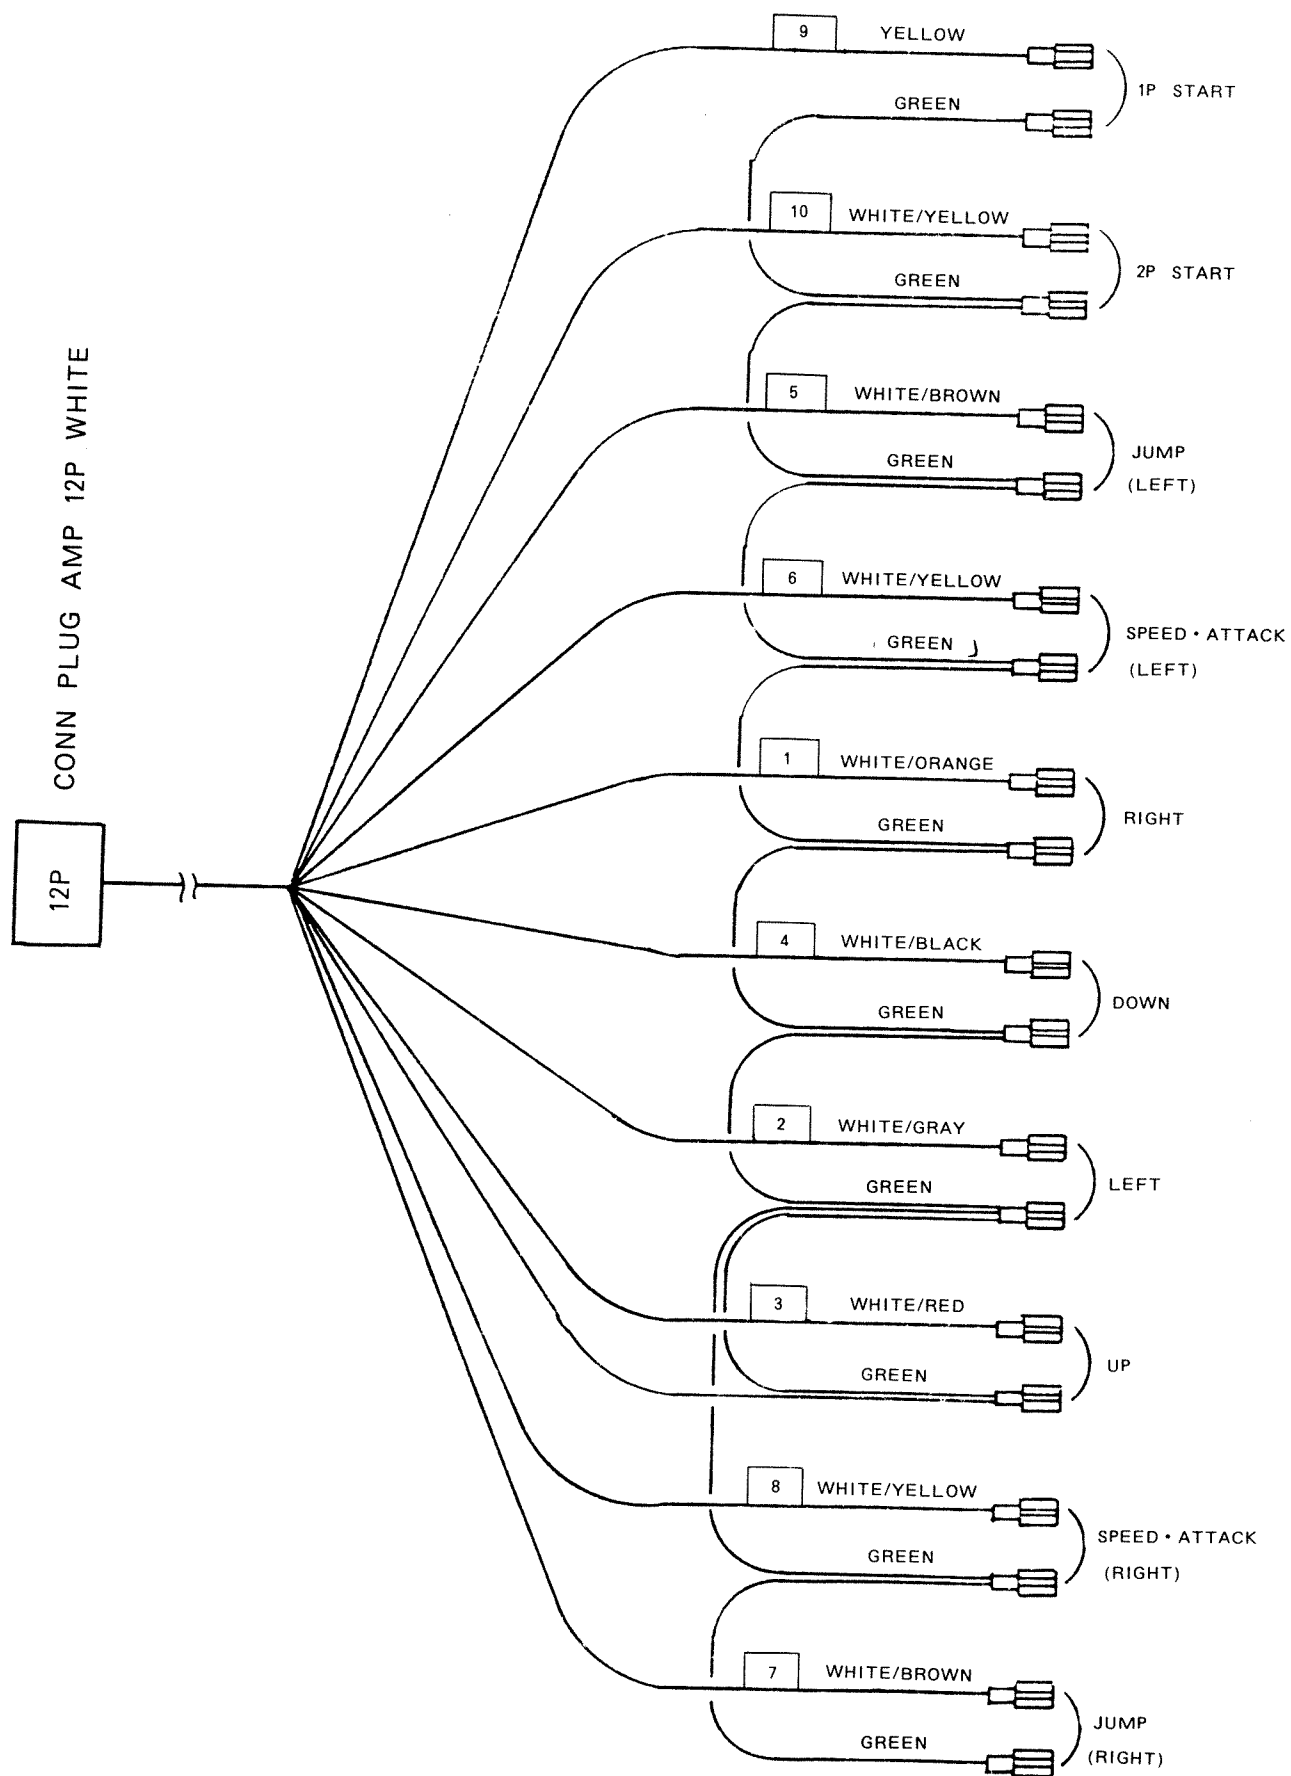 CONN PLUG AMP 12P WHITE
12P
9 YELLOW
GREEN
1P START
10 WHITE/YELLOW
GREEN
2P START
5 WHITE/BROWN
GREEN
JUMP
(LEFT)
6 WHITE/YELLOW
GREEN
SPEED・ATTACK
(LEFT)
1 WHITE/ORANGE
GREEN
RIGHT
4 WHITE/BLACK
GREEN
DOWN
2 WHITE/GRAY
GREEN
LEFT
3 WHITE/RED
GREEN
UP
8 WHITE/YELLOW
GREEN
SPEED・ATTACK
(RIGHT)
7 WHITE/BROWN
GREEN
JUMP
(RIGHT)